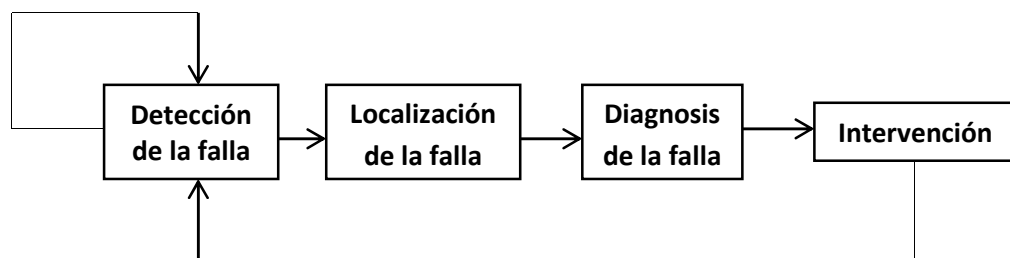 Detección
de la falla
Localización
de la falla
Diagnosis
de la falla
Intervención